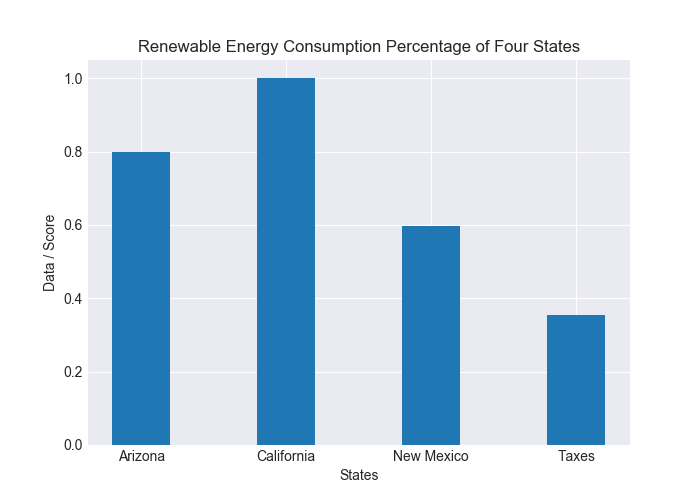 Renewable Energy Consumption Percentage of Four States
1.0
0.8
0.6
0.4
0.2
0.0
Data / Score
Arizona California New Mexico Taxes
States